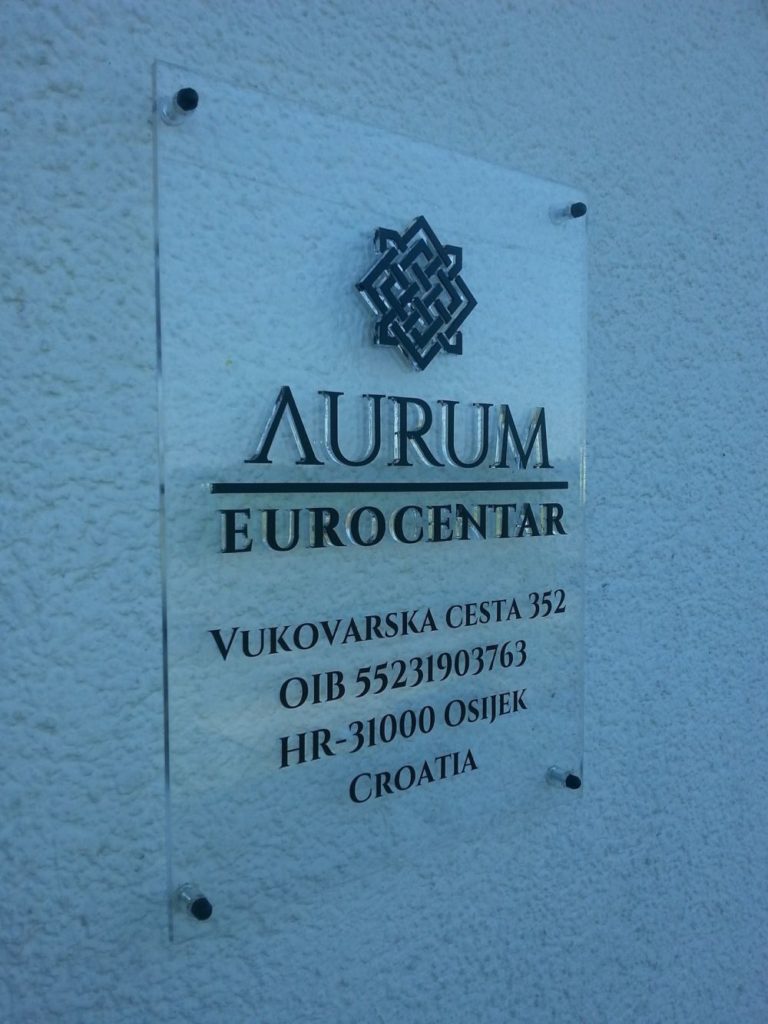 AURUM
EUROCENTAR
VUKOVARSKA CESTA 352
OIB 55231903763
HR-31000 OSIJEK
CROATIA